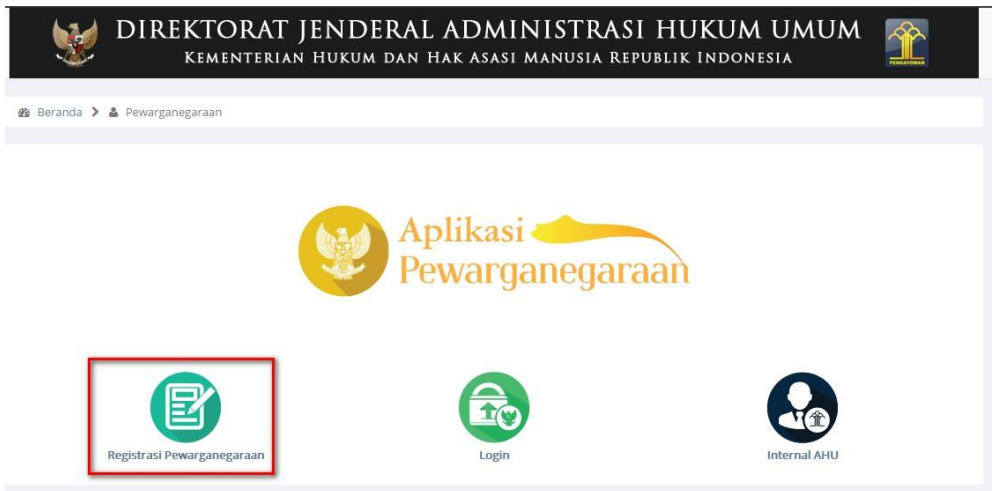 DIREKTORAT JENDERAL ADMINISTRASI HUKUM UMUM
KEMENTERIAN HUKUM DAN HAK ASASI MANUSIA REPUBLIK INDONESIA
PENGAYOMAN
Beranda > Pewarganegaraan
Aplikasi
Pewarganegaraan
Registrasi Pewarganegaraan
Login
Internal AHU